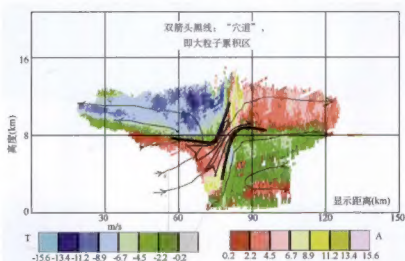 双箭头黑线：“穴道”，
即大粒子累积区
16
高度(km)
8
显示距离(km)
0
30
60
90
120
m/s
T
A
-15.6 -13.4 -11.2 -8.9 -6.7 -4.5 -2.2 -0.2
0.2 2.2 4.5 6.7 8.9 11.2 13.4 15.6